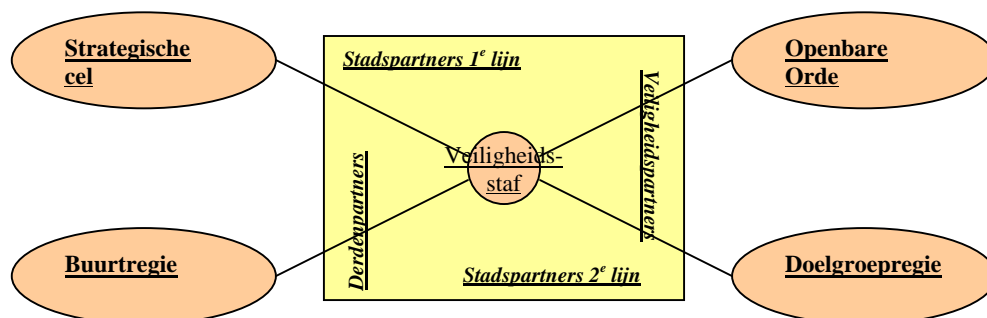 Strategische
cel
Stadspartners 1e lijn
Openbare
Orde
Veiligheidspartners
Veiligheids-
staf
Derdenpartners
Buurtregie
Stadspartners 2e lijn
Doelgroepregie